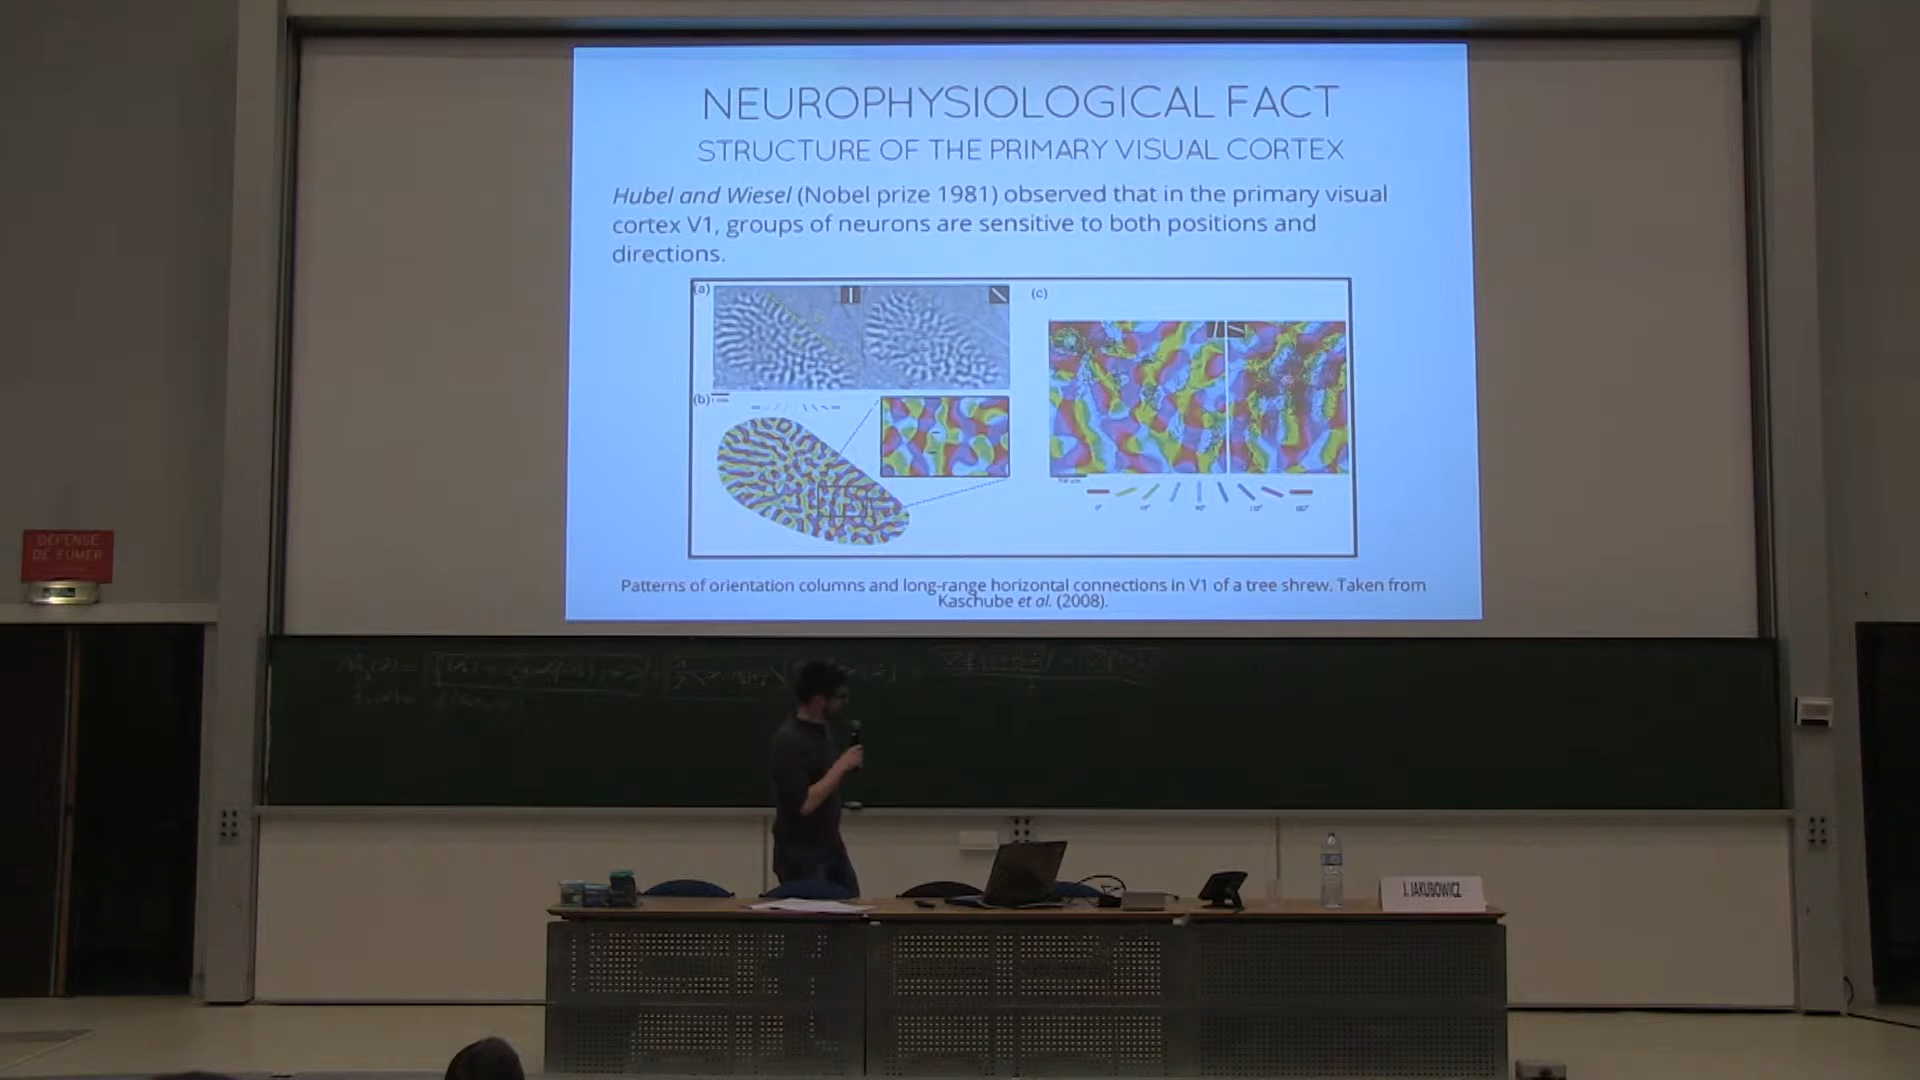 NEUROPHYSIOLOGICAL FACT
STRUCTURE OF THE PRIMARY VISUAL CORTEX
Hubel and Wiesel (Nobel prize 1981) observed that in the primary visual
cortex V1, groups of neurons are sensitive to both positions and
directions.
(a)
(c)
(b)
Patterns of orientation columns and long-range horizontal connections in V1 of a tree shrew. Taken from
Kaschube et al. (2008).
DÉFENSE
DE FUMER
J. JAKUBOWICZ